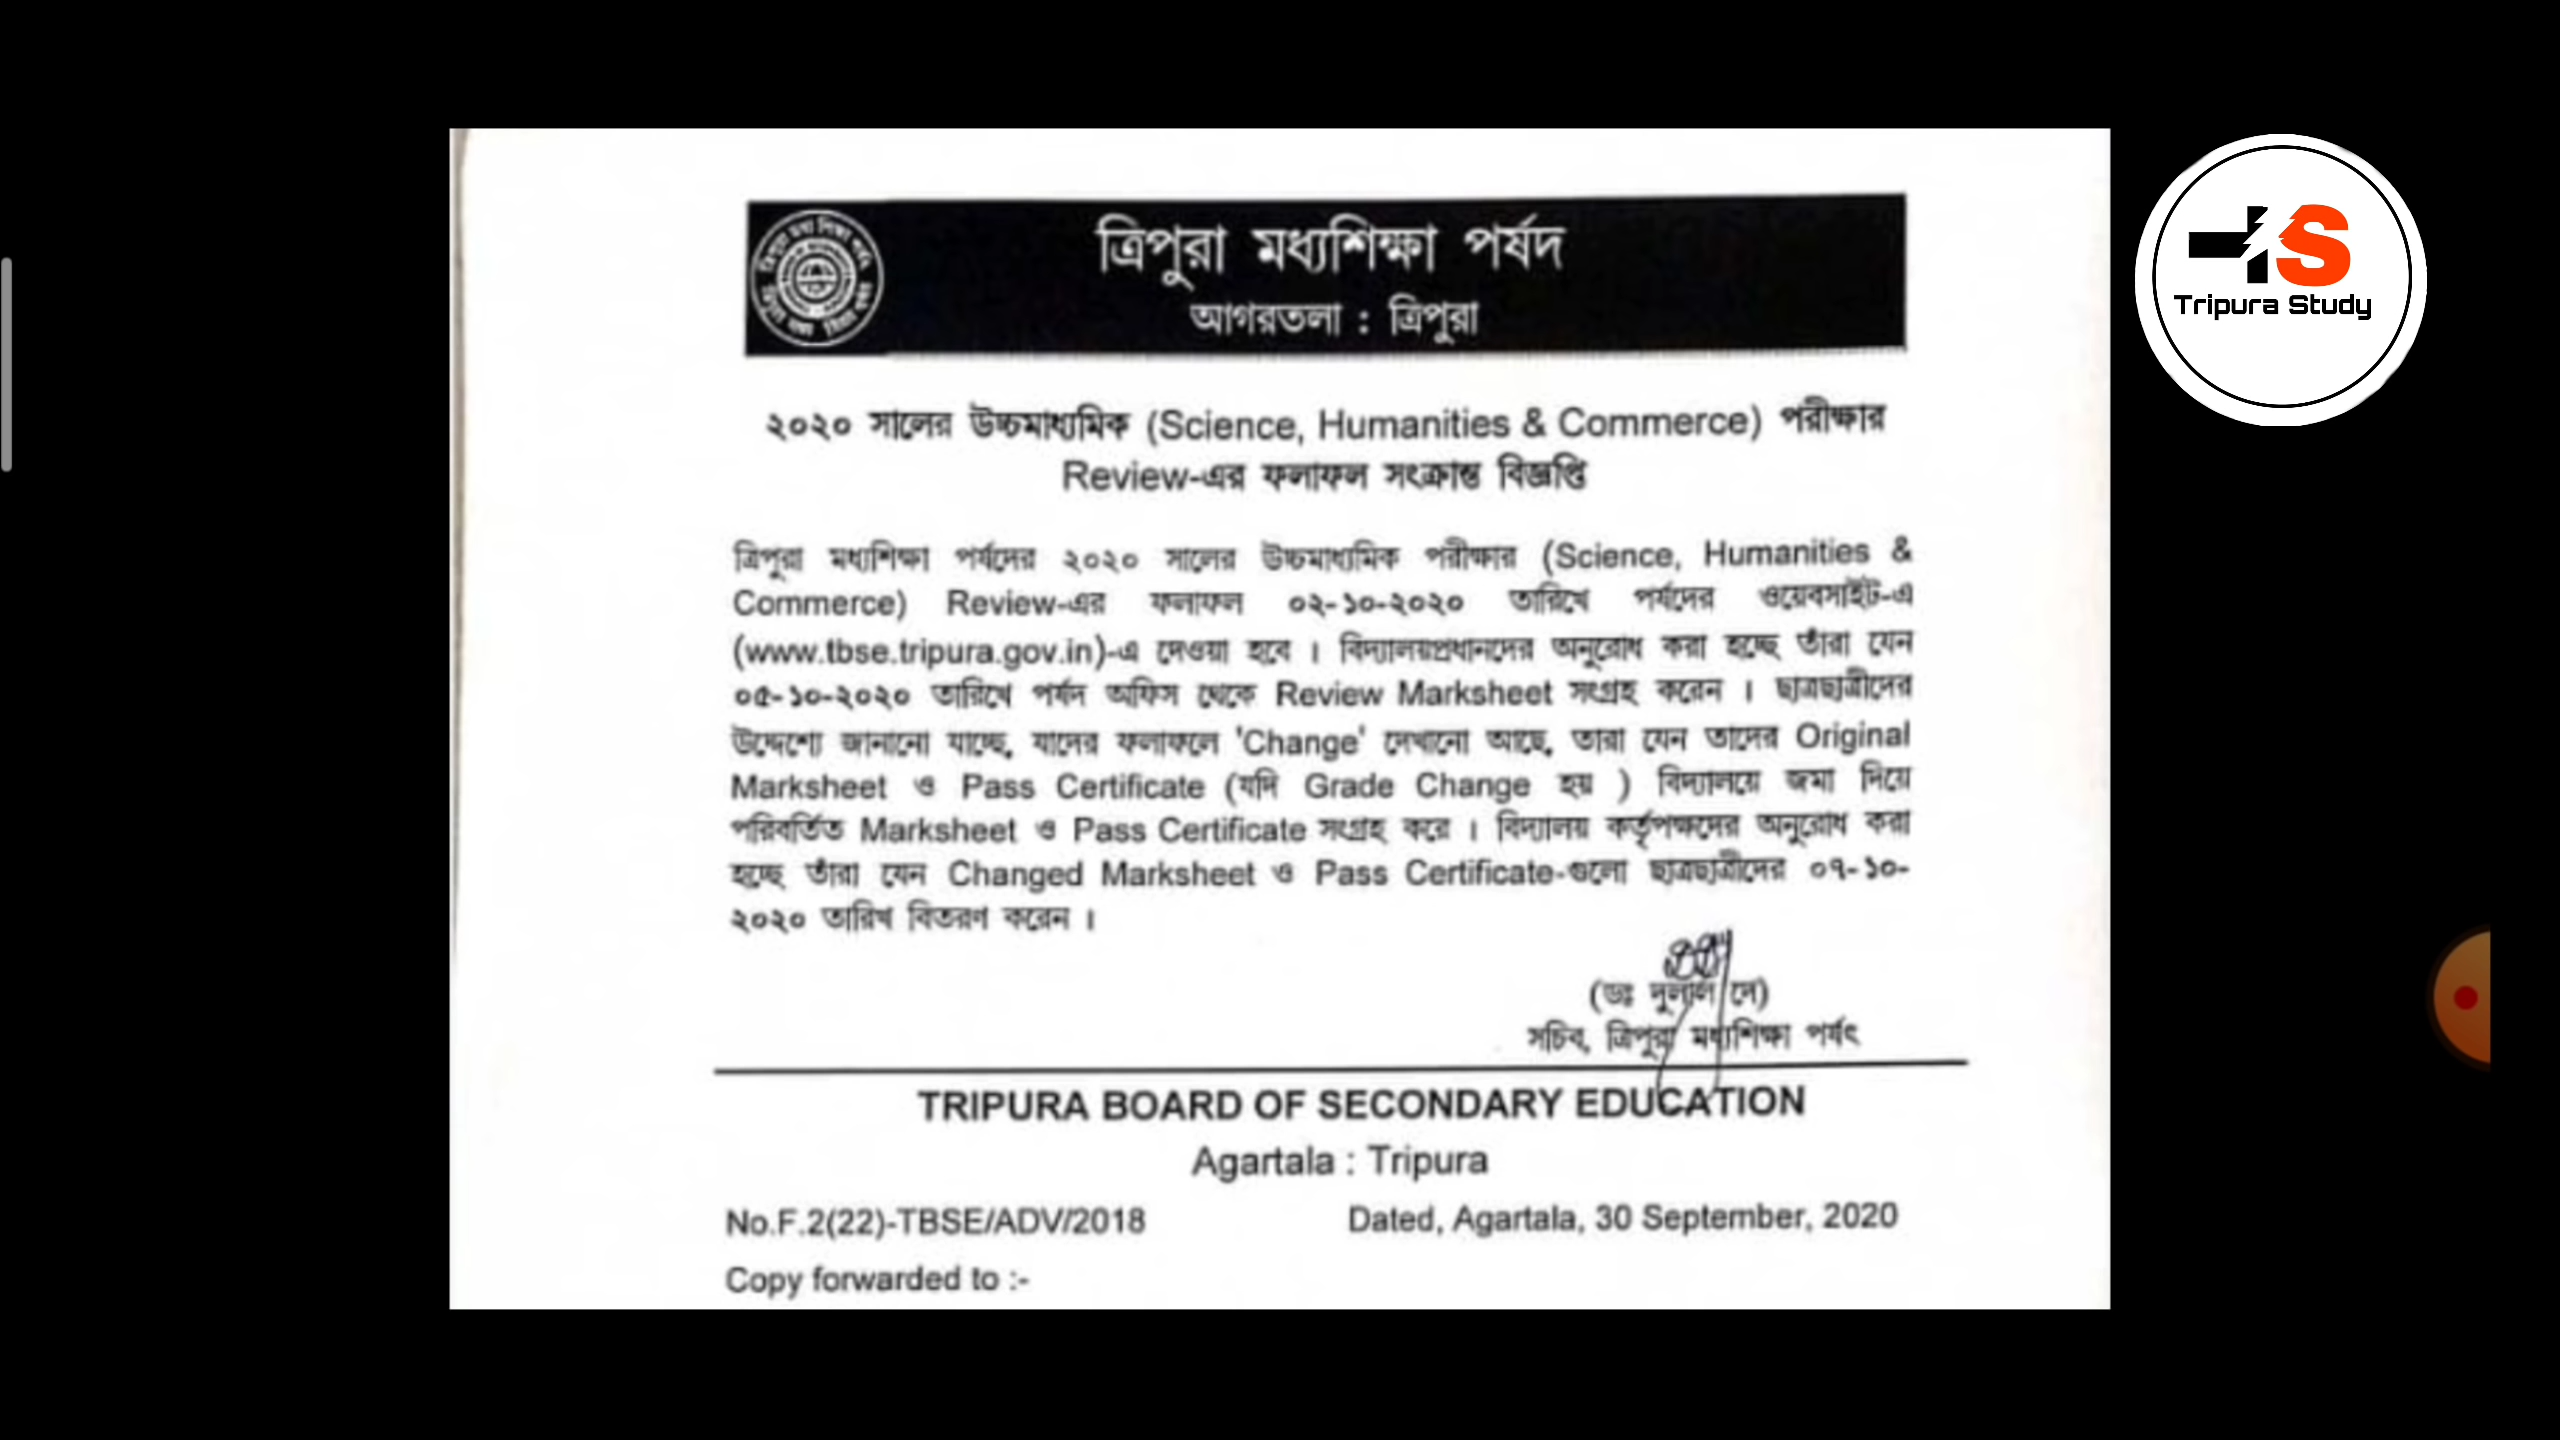 ত্রিপুরা মধ্যশিক্ষা পর্ষদ
আগরতলা : ত্রিপুরা
Tripura Study
২০২০ সালের উচ্চমাধ্যমিক (Science, Humanities & Commerce) পরীক্ষার
Review-এর ফলাফল সংক্রান্ত বিজ্ঞপ্তি
ত্রিপুরা মধ্যশিক্ষা পর্ষদের ২০২০ সালের উচ্চমাধ্যমিক পরীক্ষার (Science, Humanities &
Commerce) Review-এর ফলাফল ০২-১০-২০২০ তারিখে পর্ষদের ওয়েবসাইট-এ
(www.tbse.tripura.gov.in)-এ দেওয়া হবে । বিদ্যালয়প্রধানদের অনুরোধ করা হচ্ছে তাঁরা যেন
০৫-১০-২০২০ তারিখে পর্ষদ অফিস থেকে Review Marksheet সংগ্রহ করেন । ছাত্রছাত্রীদের
উদ্দেশ্যে জানানো যাচ্ছে, যাদের ফলাফলে 'Change' দেখানো আছে, তারা যেন তাদের Original
Marksheet ও Pass Certificate (যদি Grade Change হয় ) বিদ্যালয়ে জমা দিয়ে
পরিবর্তিত Marksheet ও Pass Certificate সংগ্রহ করে । বিদ্যালয় কর্তৃপক্ষদের অনুরোধ করা
হচ্ছে তাঁরা যেন Changed Marksheet ও Pass Certificate-গুলো ছাত্রছাত্রীদের ০৭-১০-
২০২০ তারিখ বিতরণ করেন ।
(ডঃ দুলাল দে)
সচিব, ত্রিপুরা মধ্যশিক্ষা পর্ষৎ
TRIPURA BOARD OF SECONDARY EDUCATION
Agartala : Tripura
No.F.2(22)-TBSE/ADV/2018 Dated, Agartala, 30 September, 2020
Copy forwarded to :-